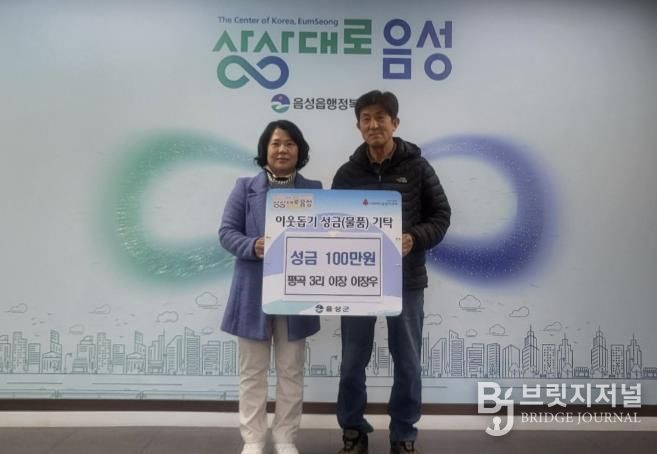 The Center of Korea, EumSeong
상상대로 음성
음성읍행정복
상상대로 음성
이웃돕기 성금(물품) 기탁
성금 100만원
평곡 3리 이장 이장우
음성군
BJ 브릿지저널
BRIDGE JOURNAL